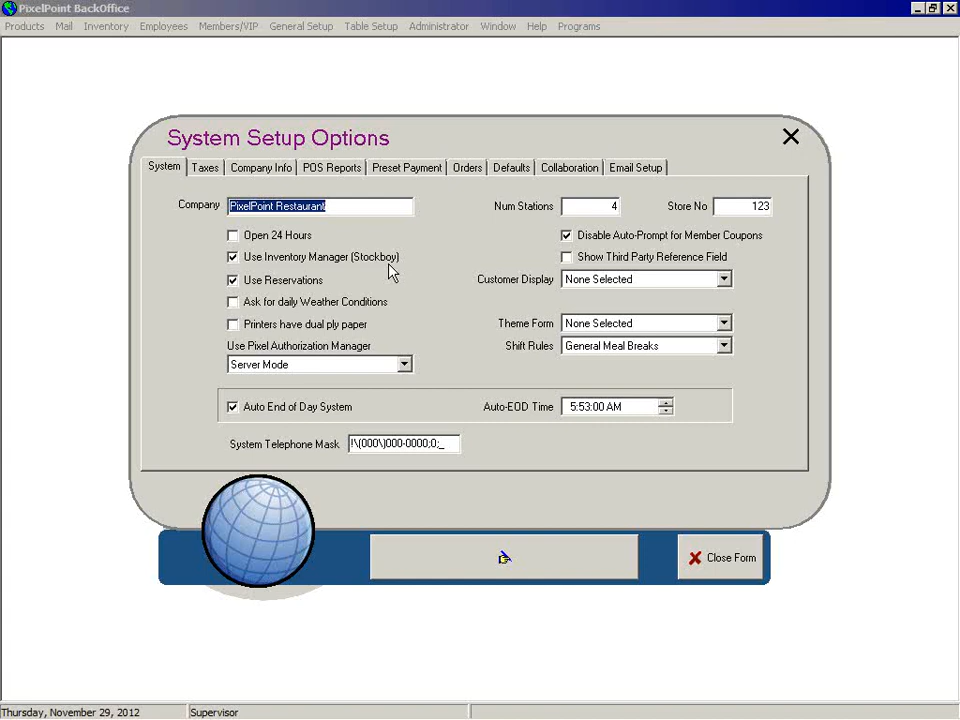 PixelPoint BackOffice
Products Mail Inventory Employees Members/VIP General Setup Table Setup Administrator Window Help Programs
System Setup Options
System Taxes Company Info POS Reports Preset Payment Orders Defaults Collaboration Email Setup
Company PixelPoint Restaurant Num Stations 4 Store No 123
Open 24 Hours Disable Auto-Prompt for Member Coupons
Use Inventory Manager (Stockboy) Show Third Party Reference Field
Use Reservations Customer Display None Selected
Ask for daily Weather Conditions
Printers have dual ply paper Theme Form None Selected
Use Pixel Authorization Manager Shift Rules General Meal Breaks
Server Mode
Auto End of Day System Auto-EOD Time 5:53:00 AM
System Telephone Mask !\(000\)000-0000;0;_
Close Form
Thursday, November 29, 2012 Supervisor